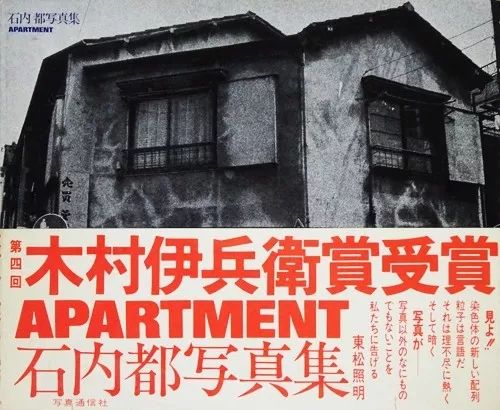 石内 都写真集
APARTMENT
第四回
木村伊兵衛賞受賞
APARTMENT
石内都写真集
写真通信社
見よ!!
染色体の新しい配列
粒子は言語だ
それは理不尽に熱く
そして暗く
写真が——
写真以外のなにもの
でもないことを
私たちに告げる
東松照明